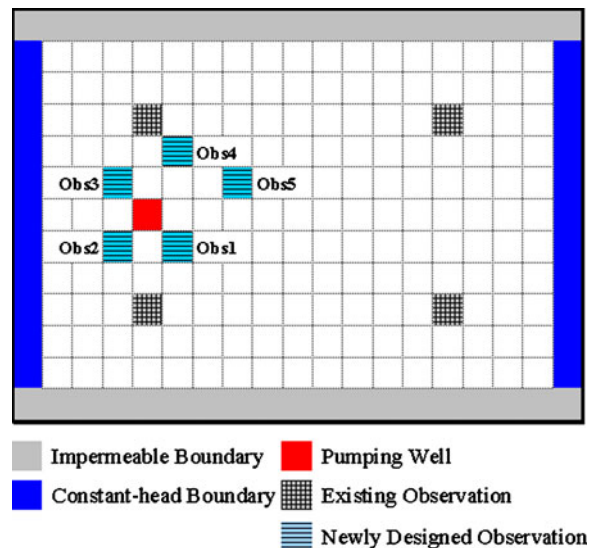 Obs4
Obs3
Obs5
Obs2
Obs1
Impermeable Boundary
Pumping Well
Constant-head Boundary
Existing Observation
Newly Designed Observation